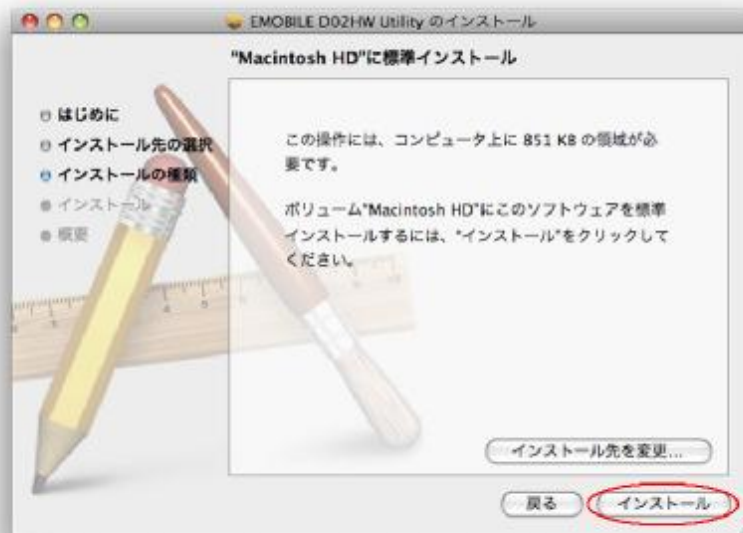 EMOBILE D02HW Utility のインストール
"Macintosh HD"に標準インストール
はじめに
インストール先の選択
インストールの種類
インストール
概要
この操作には、コンピュータ上に 851 KB の領域が必
要です。
ボリューム"Macintosh HD"にこのソフトウェアを標準
インストールするには、"インストール"をクリックして
ください。
インストール先を変更...
戻る
インストール